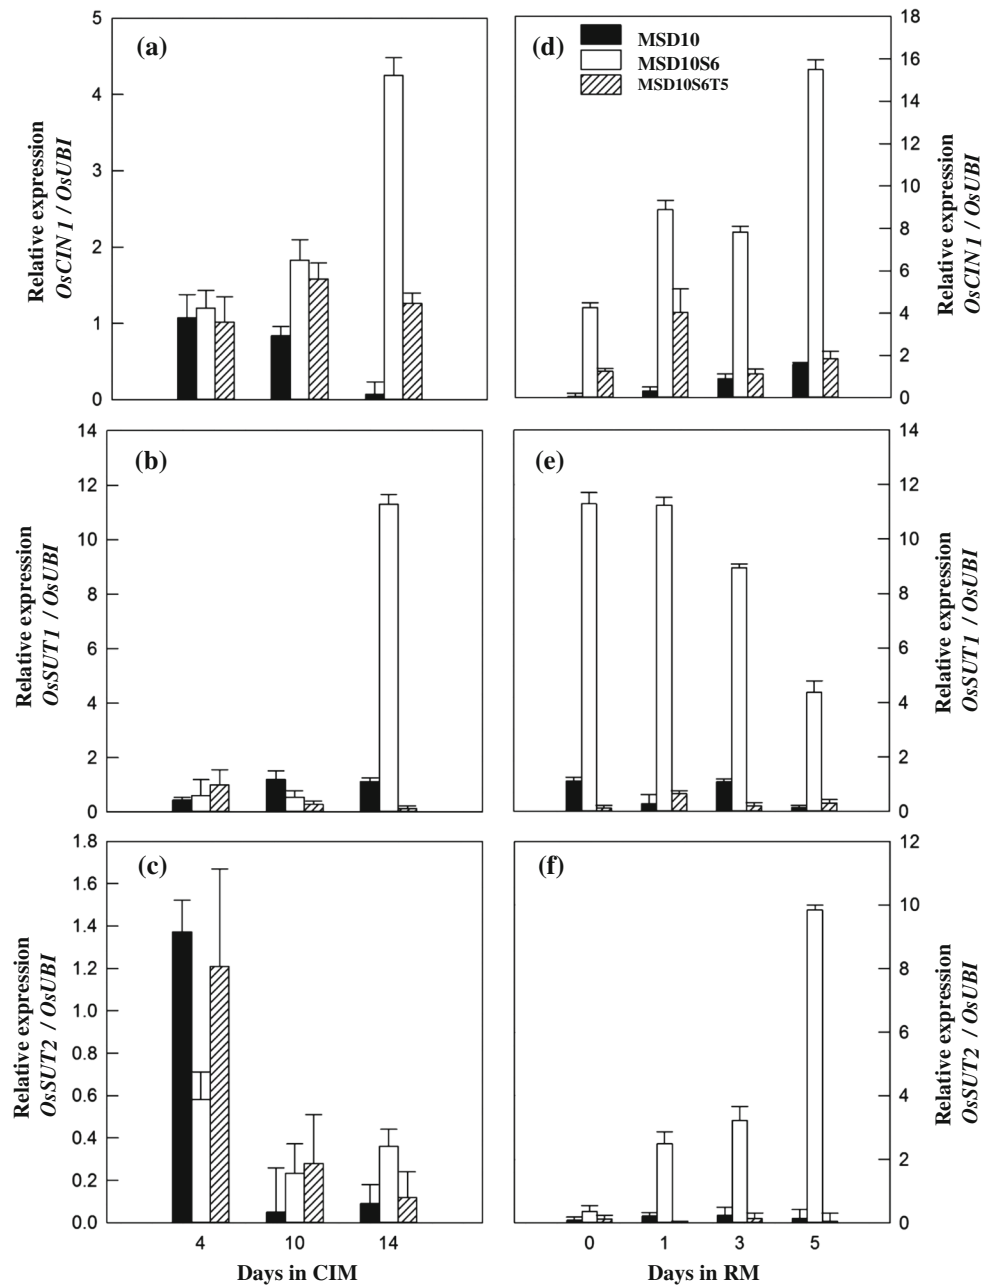 (a)
5
4
3
2
1
0
Relative expression
OsCIN 1 / OsUBI
(d)
MSD10
MSD10S6
MSD10S6T5
18
16
14
12
10
8
6
4
2
0
Relative expression
OsCIN 1 / OsUBI
(b)
14
12
10
8
6
4
2
0
Relative expression
OsSUT1 / OsUBI
(e)
14
12
10
8
6
4
2
0
Relative expression
OsSUT1 / OsUBI
(c)
1.8
1.6
1.4
1.2
1.0
0.8
0.6
0.4
0.2
0.0
Relative expression
OsSUT2 / OsUBI
4 10 14
Days in CIM
(f)
12
10
8
6
4
2
0
Relative expression
OsSUT2 / OsUBI
0 1 3 5
Days in RM